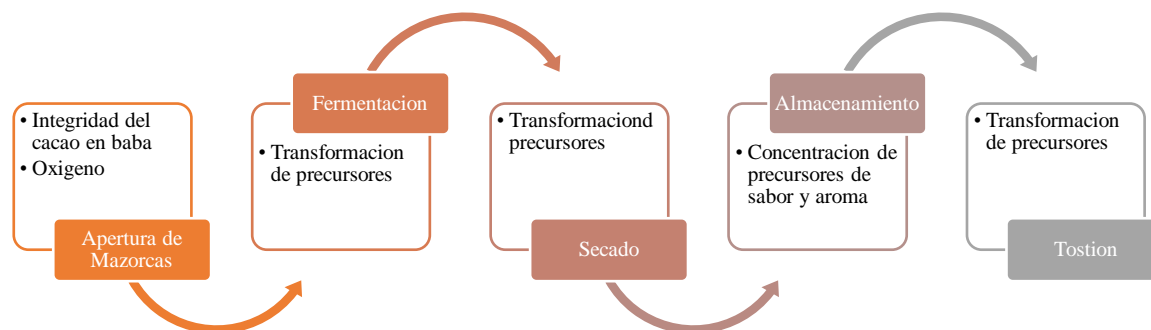 • Integridad del
cacao en baba
• Oxigeno
Apertura de
Mazorcas
Fermentacion
• Transformacion
de precursores
• Transformaciond
precursores
Secado
Almacenamiento
• Concentracion de
precursores de
sabor y aroma
• Transformacion
de precursores
Tostion